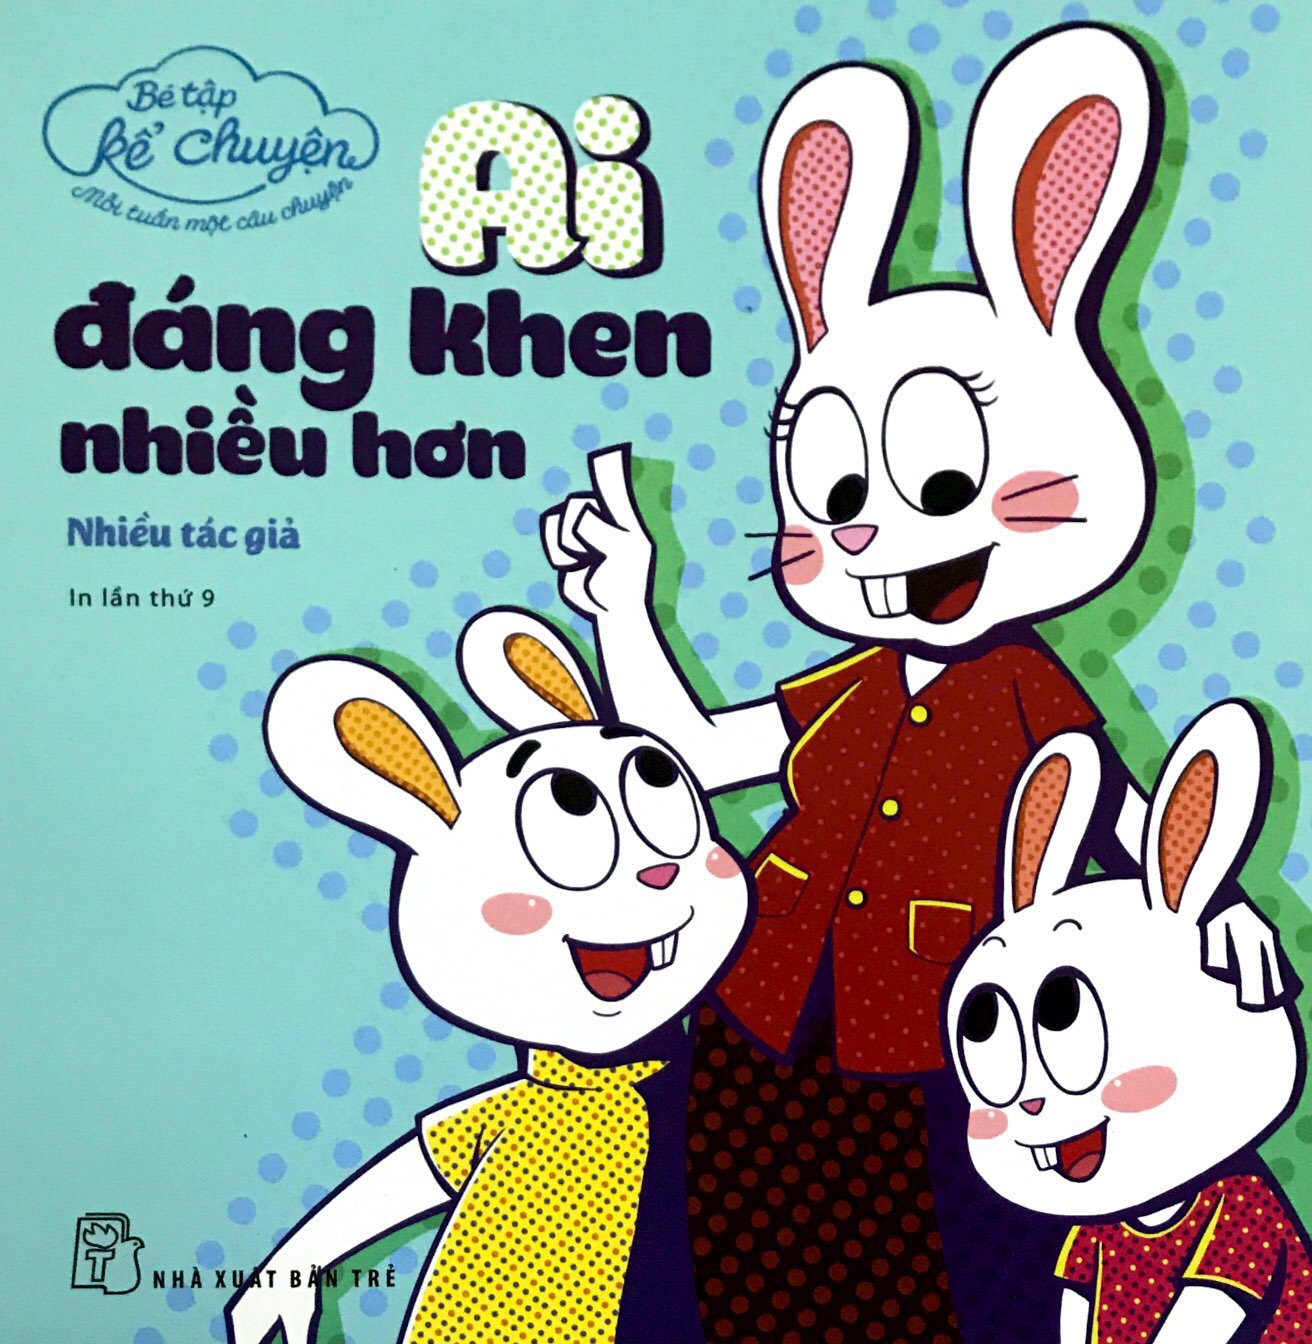 Bé tập
kể chuyện
Mỗi tuần một câu chuyện
Ai
đáng khen
nhiều hơn
Nhiều tác giả
In lần thứ 9
T
NHÀ XUẤT BẢN TRẺ